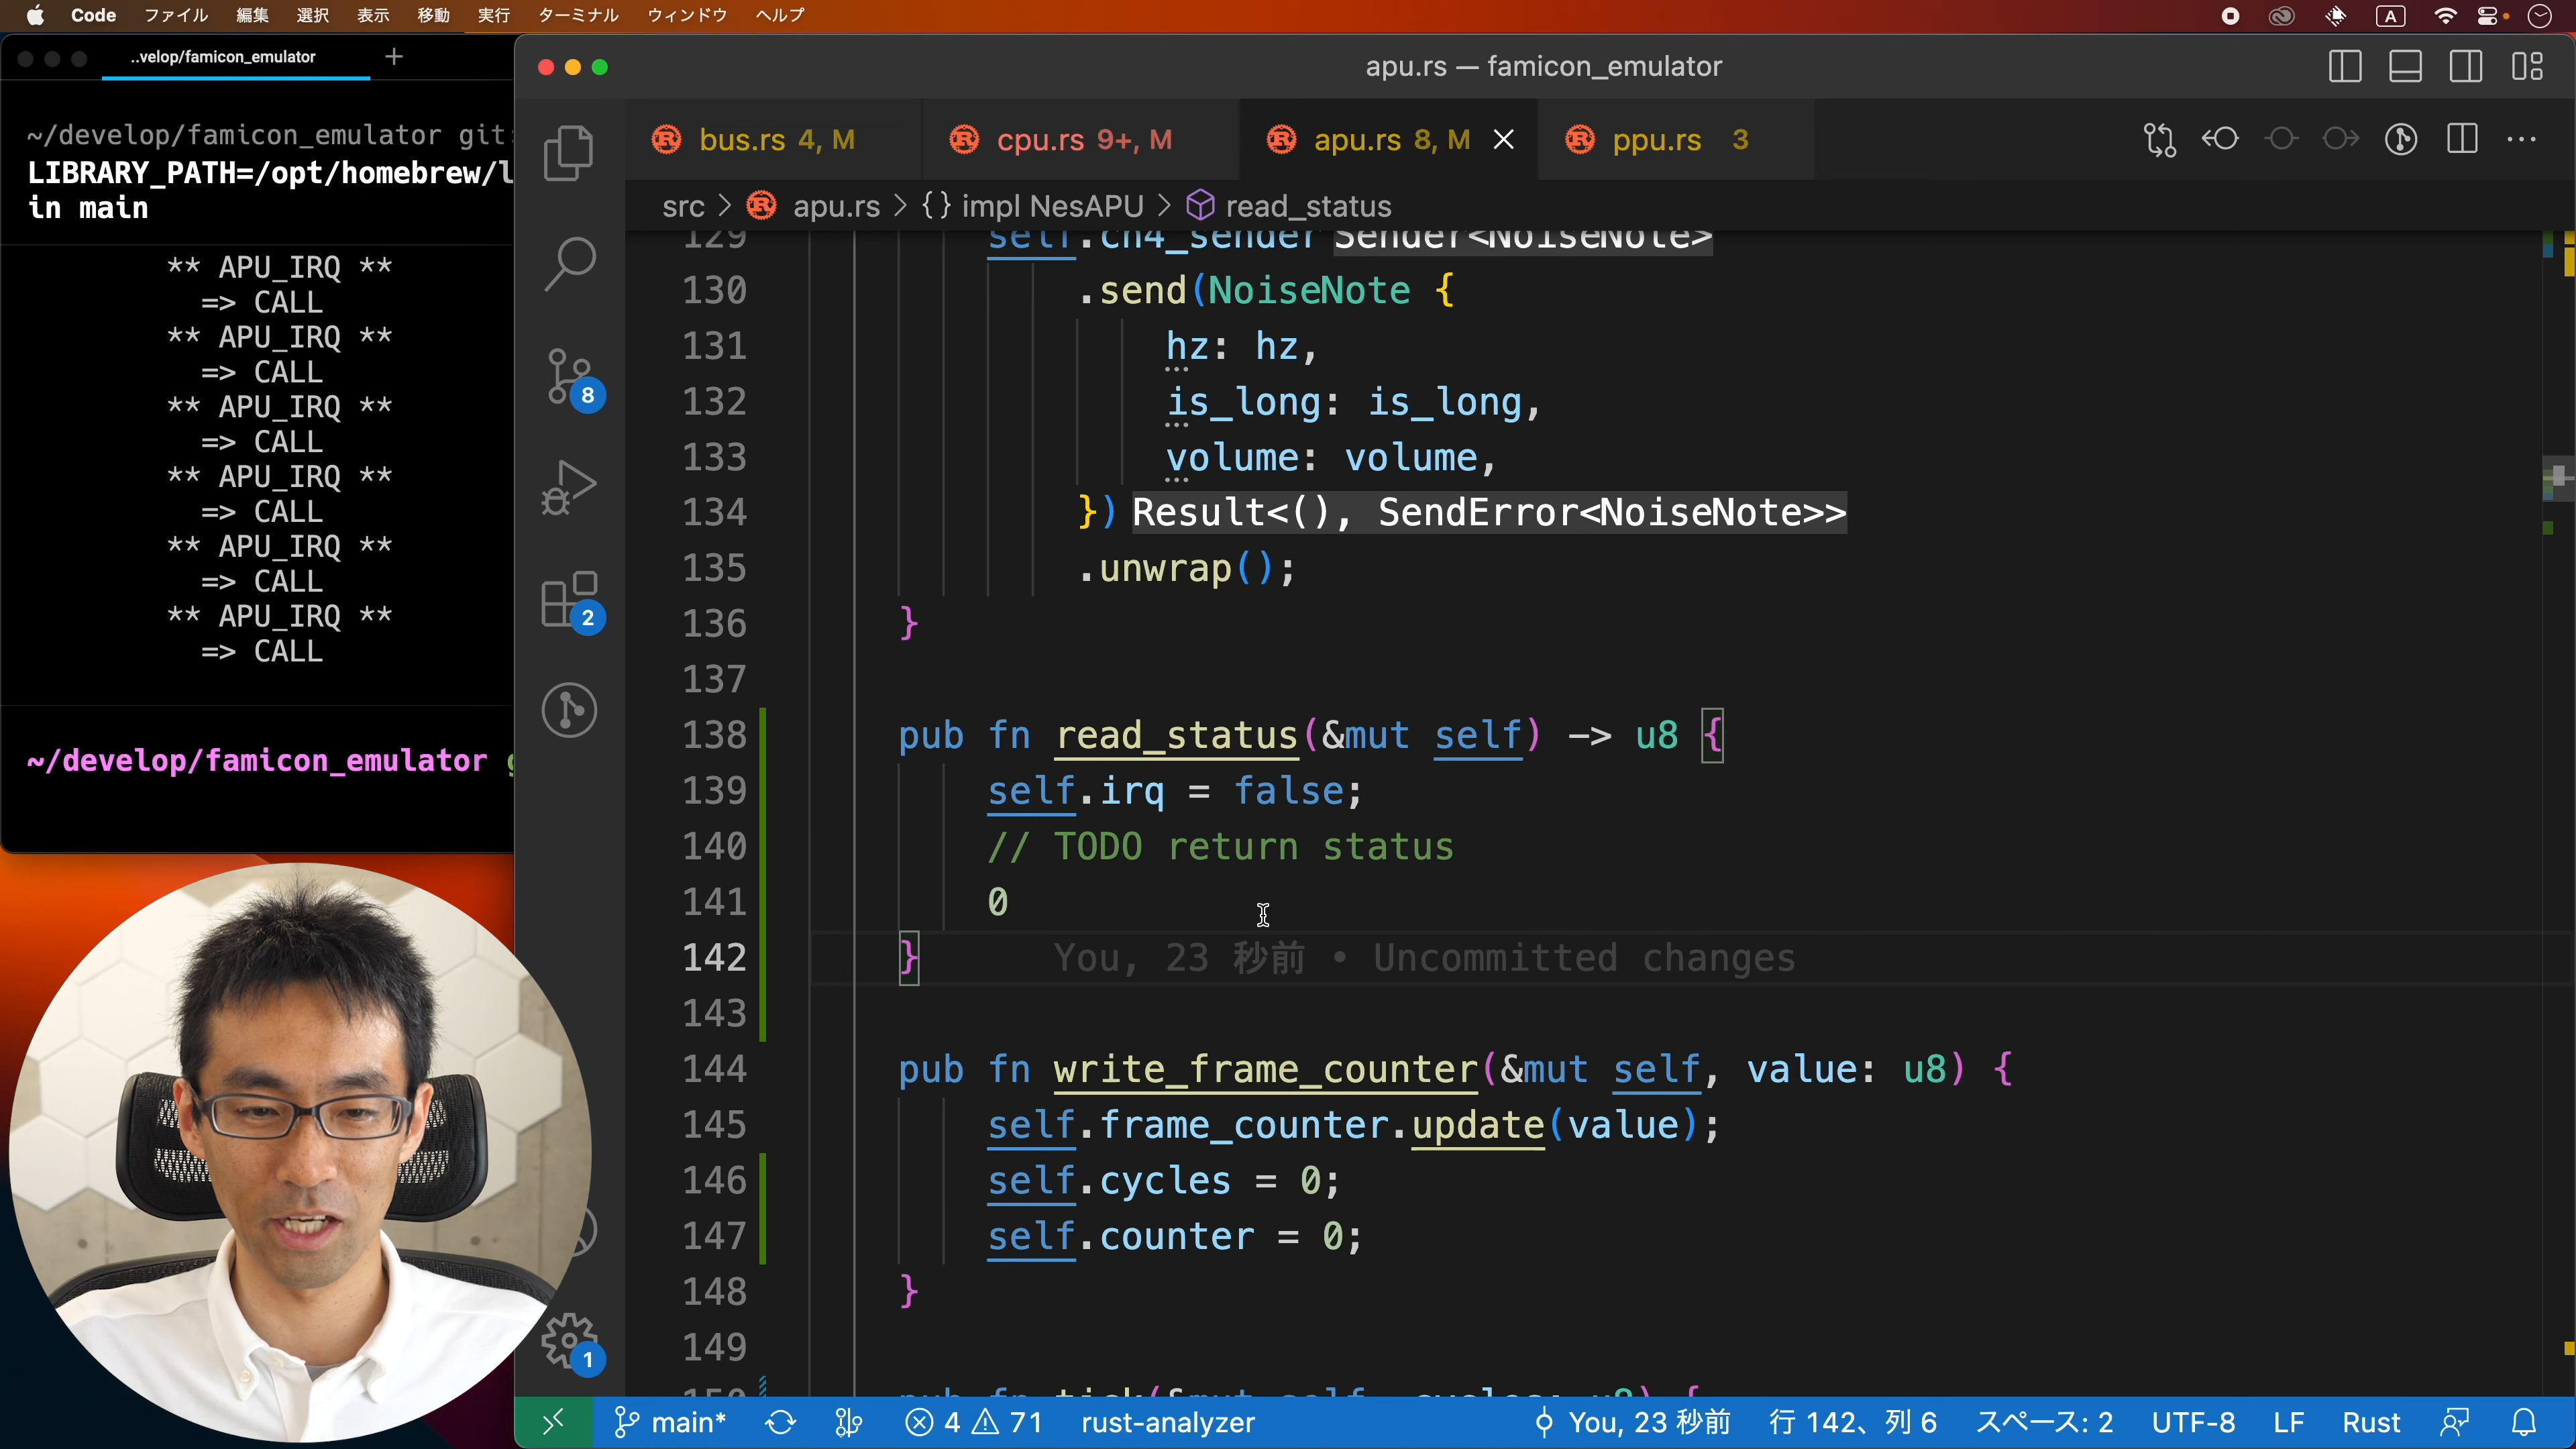 Code ファイル 編集 選択 表示 移動 実行 ターミナル ウィンドウ ヘルプ A
..velop/famicon_emulator +
~/develop/famicon_emulator git:
LIBRARY_PATH=/opt/homebrew/l
in main
** APU_IRQ **
=> CALL
** APU_IRQ **
=> CALL
** APU_IRQ **
=> CALL
** APU_IRQ **
=> CALL
** APU_IRQ **
=> CALL
** APU_IRQ **
=> CALL
~/develop/famicon_emulator g
apu.rs — famicon_emulator
bus.rs 4, M
cpu.rs 9+, M
apu.rs 8, M
ppu.rs 3
src > apu.rs > {} impl NesAPU > read_status
8
2
1
129 self.ch4_sender Sender<NoiseNote>
130 .send(NoiseNote {
131 hz: hz,
132 is_long: is_long,
133 volume: volume,
134 }) Result<(), SendError<NoiseNote>>
135 .unwrap();
136 }
137
138 pub fn read_status(&mut self) -> u8 {
139 self.irq = false;
140 // TODO return status
141 0
142 } You, 23 秒前 • Uncommitted changes
143
144 pub fn write_frame_counter(&mut self, value: u8) {
145 self.frame_counter.update(value);
146 self.cycles = 0;
147 self.counter = 0;
148 }
149
150 pub fn tick(&mut self, cycles: u8) {
main* 4 71 rust-analyzer You, 23 秒前 行 142、列 6 スペース: 2 UTF-8 LF Rust